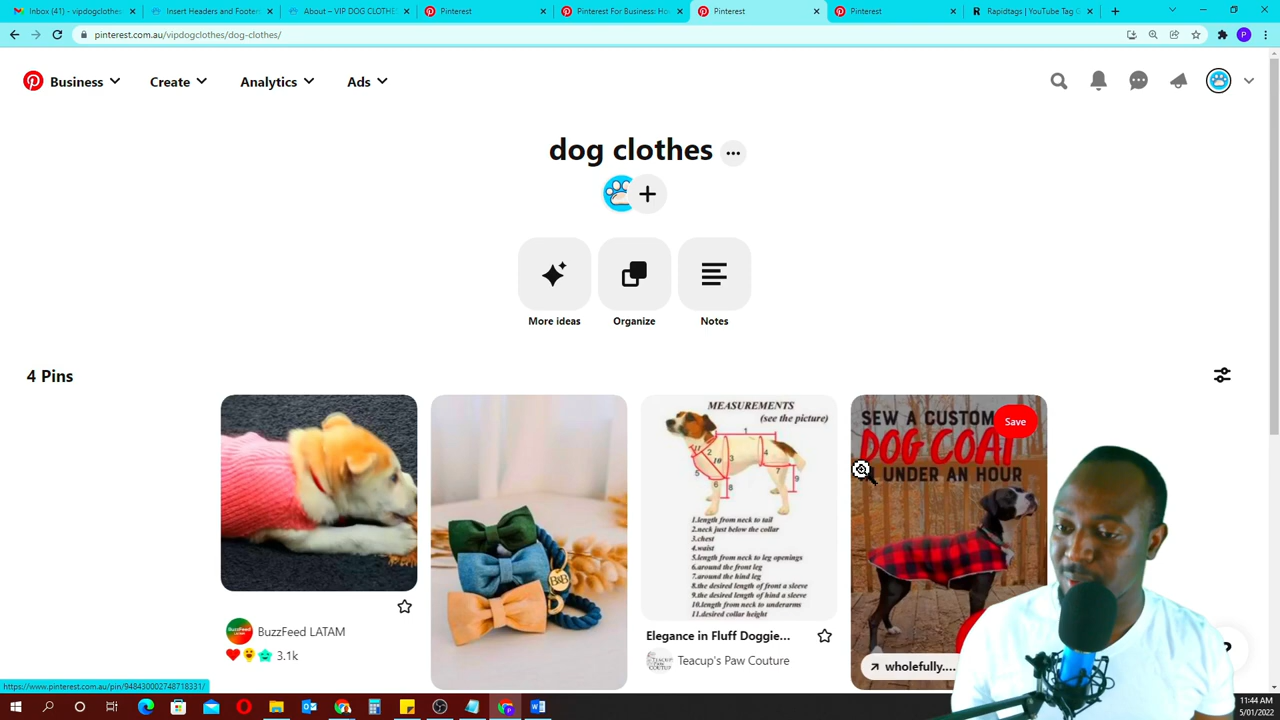 Inbox (41) - vipdogclothes
Insert Headers and Footer
About – VIP DOG CLOTHE
Pinterest
Pinterest For Business: Ho
Pinterest
Pinterest
Rapidtags | YouTube Tag G
pinterest.com.au/vipdogclothes/dog-clothes/
Business
Create
Analytics
Ads
dog clothes
More ideas
Organize
Notes
4 Pins
MEASUREMENTS
(see the picture)
1.length from neck to tail
2.neck just below the collar
3.chest
4.waist
5.length from neck to leg openings
6.around the front leg
7.around the hind leg
8.the desired length of front a sleeve
9.the desired length of hind a sleeve
10.length from neck to underarms
11.desired collar height
SEW A CUSTOM
Save
DOG COAT
UNDER AN HOUR
BuzzFeed LATAM
3.1k
Elegance in Fluff Doggie...
Teacup's Paw Couture
wholefully....
https://www.pinterest.com.au/pin/948430002748718331/
11:44 AM
5/01/2022